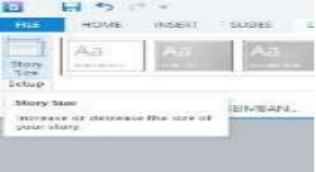 FILE HOME INSERT SLIDES
Aa Aa Aa
Story
Size
Setup
Story Size
Increase or decrease the size of
your story.